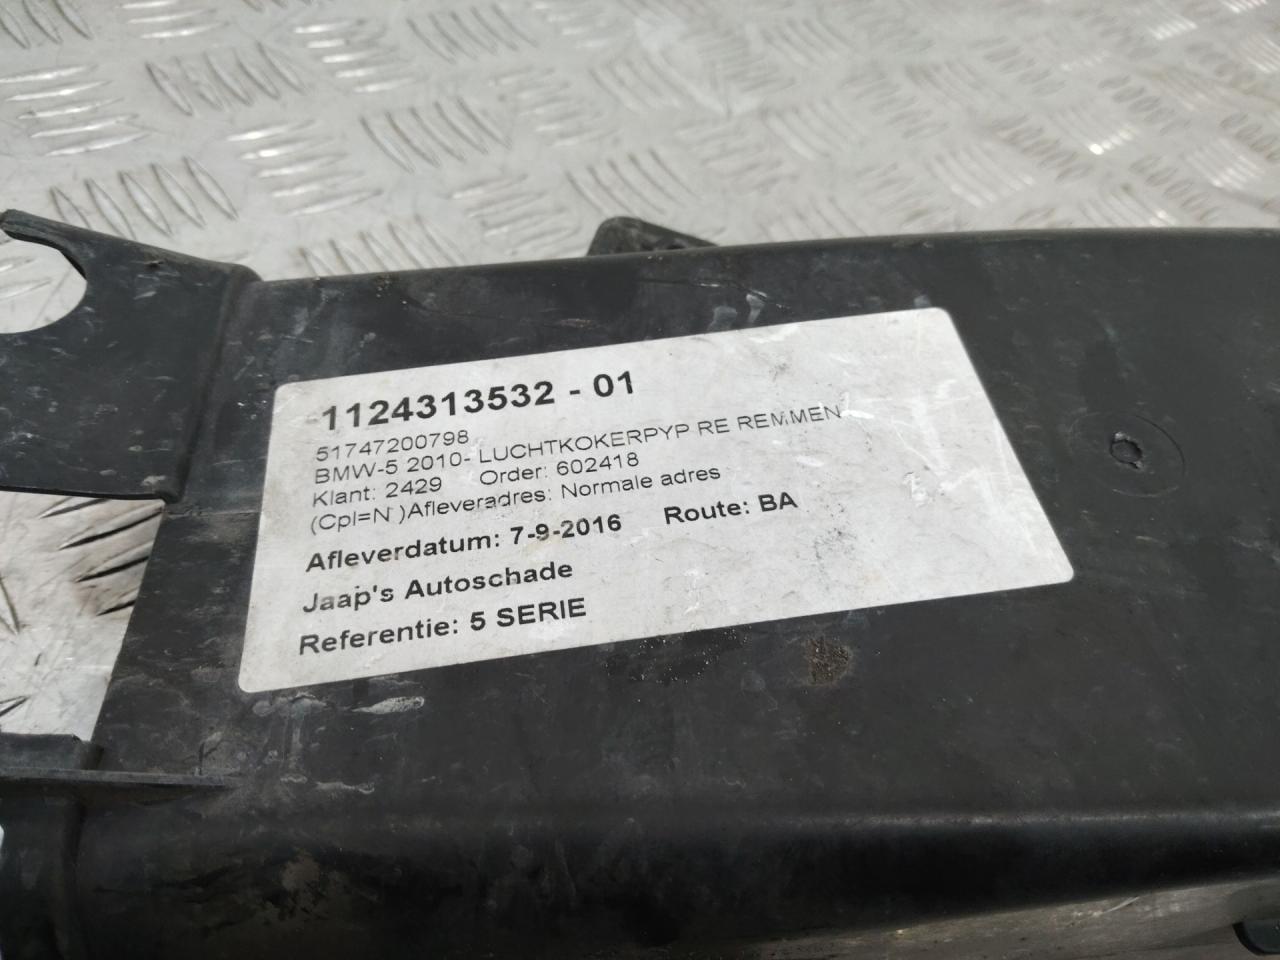 1124313532 - 01
51747200798
BMW-5 2010- LUCHTKOKERPYP RE REMMEN
Klant: 2429 Order: 602418
(Cpl=N )Afleveradres: Normale adres
Afleverdatum: 7-9-2016 Route: BA
Jaap's Autoschade
Referentie: 5 SERIE